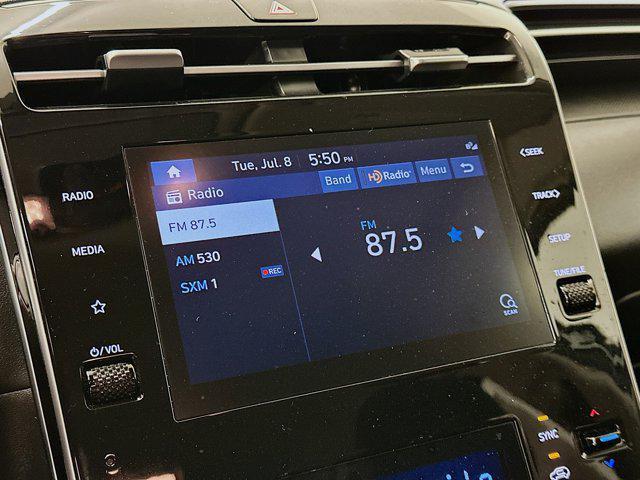 Tue, Jul. 8 5:50 PM
Radio Band HD Radio Menu
FM 87.5
AM 530
SXM 1 REC
FM
87.5
SCAN
RADIO
MEDIA
VOL
< SEEK
TRACK >
SETUP
TUNE/FILE
SYNC